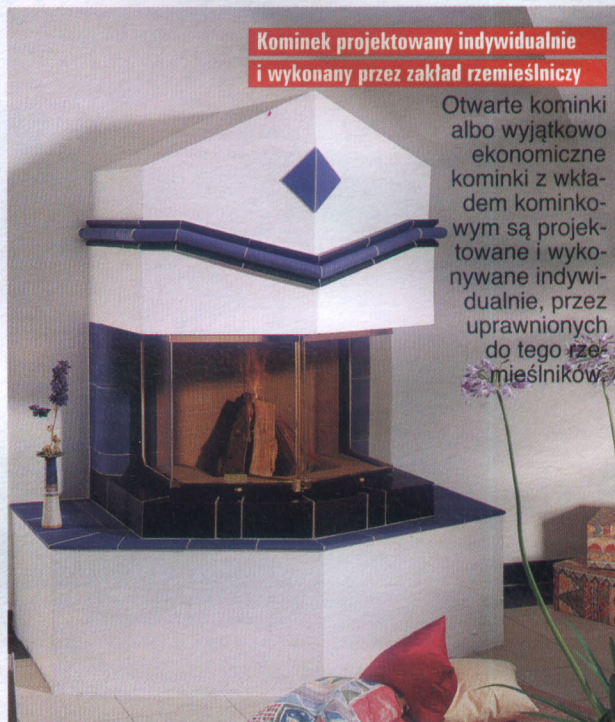 Kominek projektowany indywidualnie
i wykonany przez zakład rzemieślniczy
Otwarte kominki
albo wyjątkowo
ekonomiczne
kominki z wkła-
dem kominko-
wym są projek-
towane i wyko-
nywane indywi-
dualnie, przez
uprawnionych
do tego rze-
mieślników.